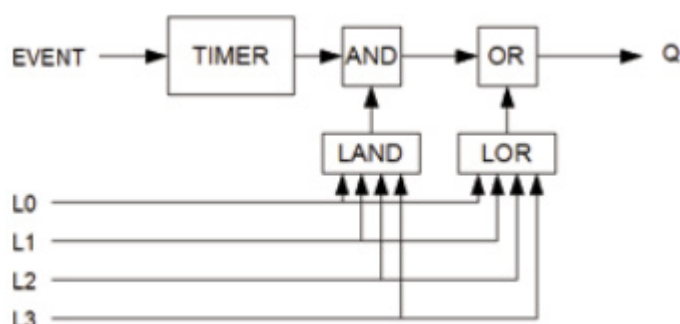 EVENT TIMER AND OR Q
LAND LOR
L0
L1
L2
L3